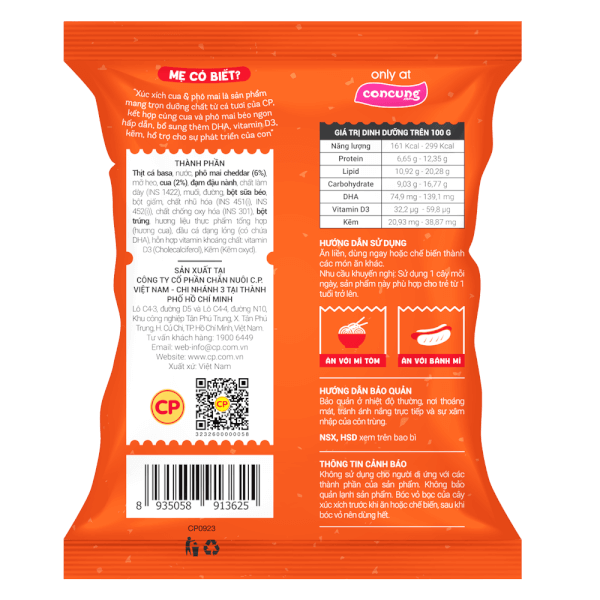 MẸ CÓ BIẾT?
"Xúc xích cua & phô mai là sản phẩm
mang trọn dưỡng chất từ cá tươi của CP,
kết hợp cùng cua và phô mai béo ngon
hấp dẫn, bổ sung thêm DHA, vitamin D3,
kẽm, hỗ trợ cho sự phát triển của con"
THÀNH PHẦN
Thịt cá basa, nước, phô mai cheddar (6%),
mỡ heo, cua (2%), đạm đậu nành, chất làm
dày (INS 1422), muối, đường, bột sữa béo,
bột giấm, chất nhũ hóa (INS 451(i), INS
452(i)), chất chống oxy hóa (INS 301), bột
trứng, hương liệu thực phẩm tổng hợp
(hương cua), dầu cá dạng lỏng (có chứa
DHA), hỗn hợp vitamin khoáng chất: vitamin
D3 (Cholecalciferol), Kẽm (Kẽm oxyd).
SẢN XUẤT TẠI
CÔNG TY CỔ PHẦN CHĂN NUÔI C.P.
VIỆT NAM - CHI NHÁNH 3 TẠI THÀNH
PHỐ HỒ CHÍ MINH
Lô C4-3, đường D5 và Lô C4-4, đường N10,
Khu công nghiệp Tân Phú Trung, X. Tân Phú
Trung, H. Củ Chi, TP.Hồ Chí Minh, Việt Nam.
Tư vấn khách hàng: 1900 6449
Email: web-info@cp.com.vn
Website: www.cp.com.vn
Xuất xứ: Việt Nam
CP
CP
3232600000056
8 935058 913625
CP0923
only at
concung
GIÁ TRỊ DINH DƯỠNG TRÊN 100 G
Năng lượng 161 Kcal - 299 Kcal
Protein 6,65 g - 12,35 g
Lipid 10,92 g - 20,28 g
Carbohydrate 9,03 g - 16,77 g
DHA 74,9 mg - 139,1 mg
Vitamin D3 32,2 µg - 59,8 µg
Kẽm 20,93 mg - 38,87 mg
HƯỚNG DẪN SỬ DỤNG
Ăn liền, dùng ngay hoặc chế biến thành
các món ăn khác.
Nhu cầu khuyến nghị: Sử dụng 1 cây mỗi
ngày, sản phẩm này phù hợp cho trẻ từ 1
tuổi trở lên.
ĂN VỚI MÌ TÔM
ĂN VỚI BÁNH MÌ
HƯỚNG DẪN BẢO QUẢN
Bảo quản ở nhiệt độ thường, nơi thoáng
mát, tránh ánh nắng trực tiếp và sự xâm
nhập của côn trùng.
NSX, HSD xem trên bao bì
THÔNG TIN CẢNH BÁO
Không sử dụng cho người dị ứng với các
thành phần của sản phẩm. Không bảo
quản lạnh sản phẩm. Bóc vỏ bọc của cây
xúc xích trước khi ăn hoặc chế biến, sau khi
bóc vỏ nên dùng hết.